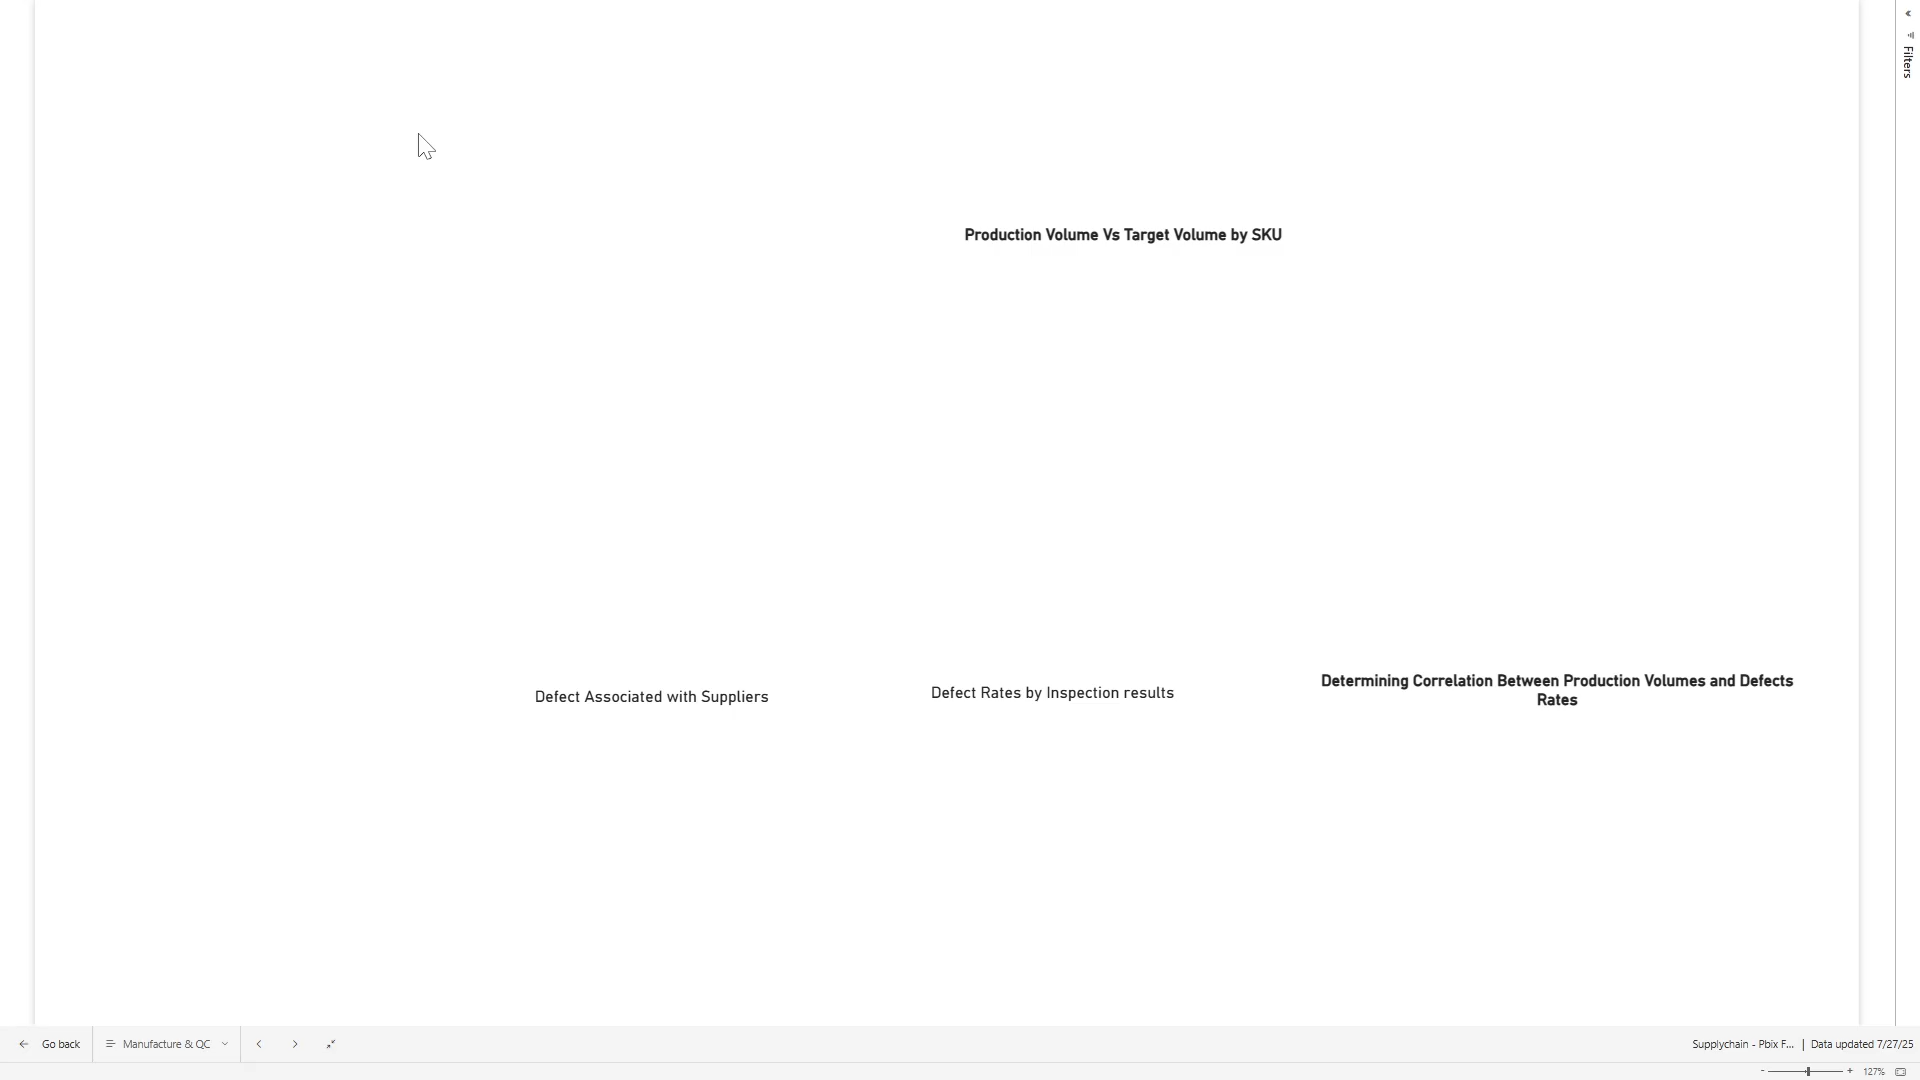 Filters
Production Volume Vs Target Volume by SKU
Defect Associated with Suppliers
Defect Rates by Inspection results
Determining Correlation Between Production Volumes and Defects
Rates
Go back
Manufacture & QC
Supplychain - Pbix F... | Data updated 7/27/25
- + 127%